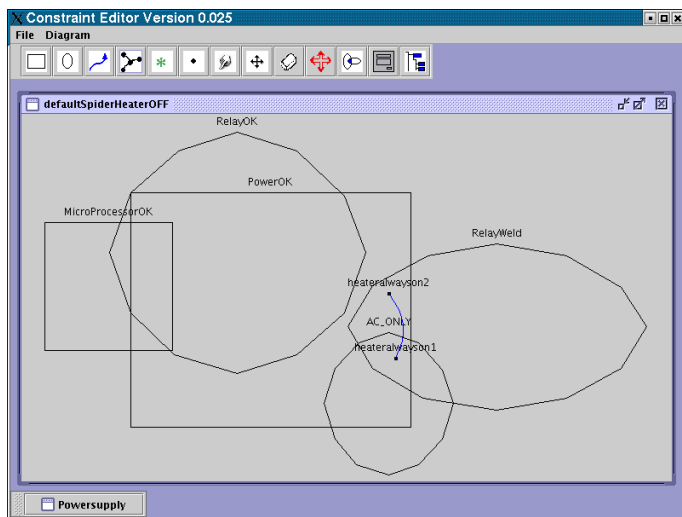 Constraint Editor Version 0.025
File Diagram
defaultSpiderHeaterOFF
RelayOK
PowerOK
MicroProcessorOK
RelayWeld
heateralwayson2
AC_ONLY
heateralwayson1
Powersupply